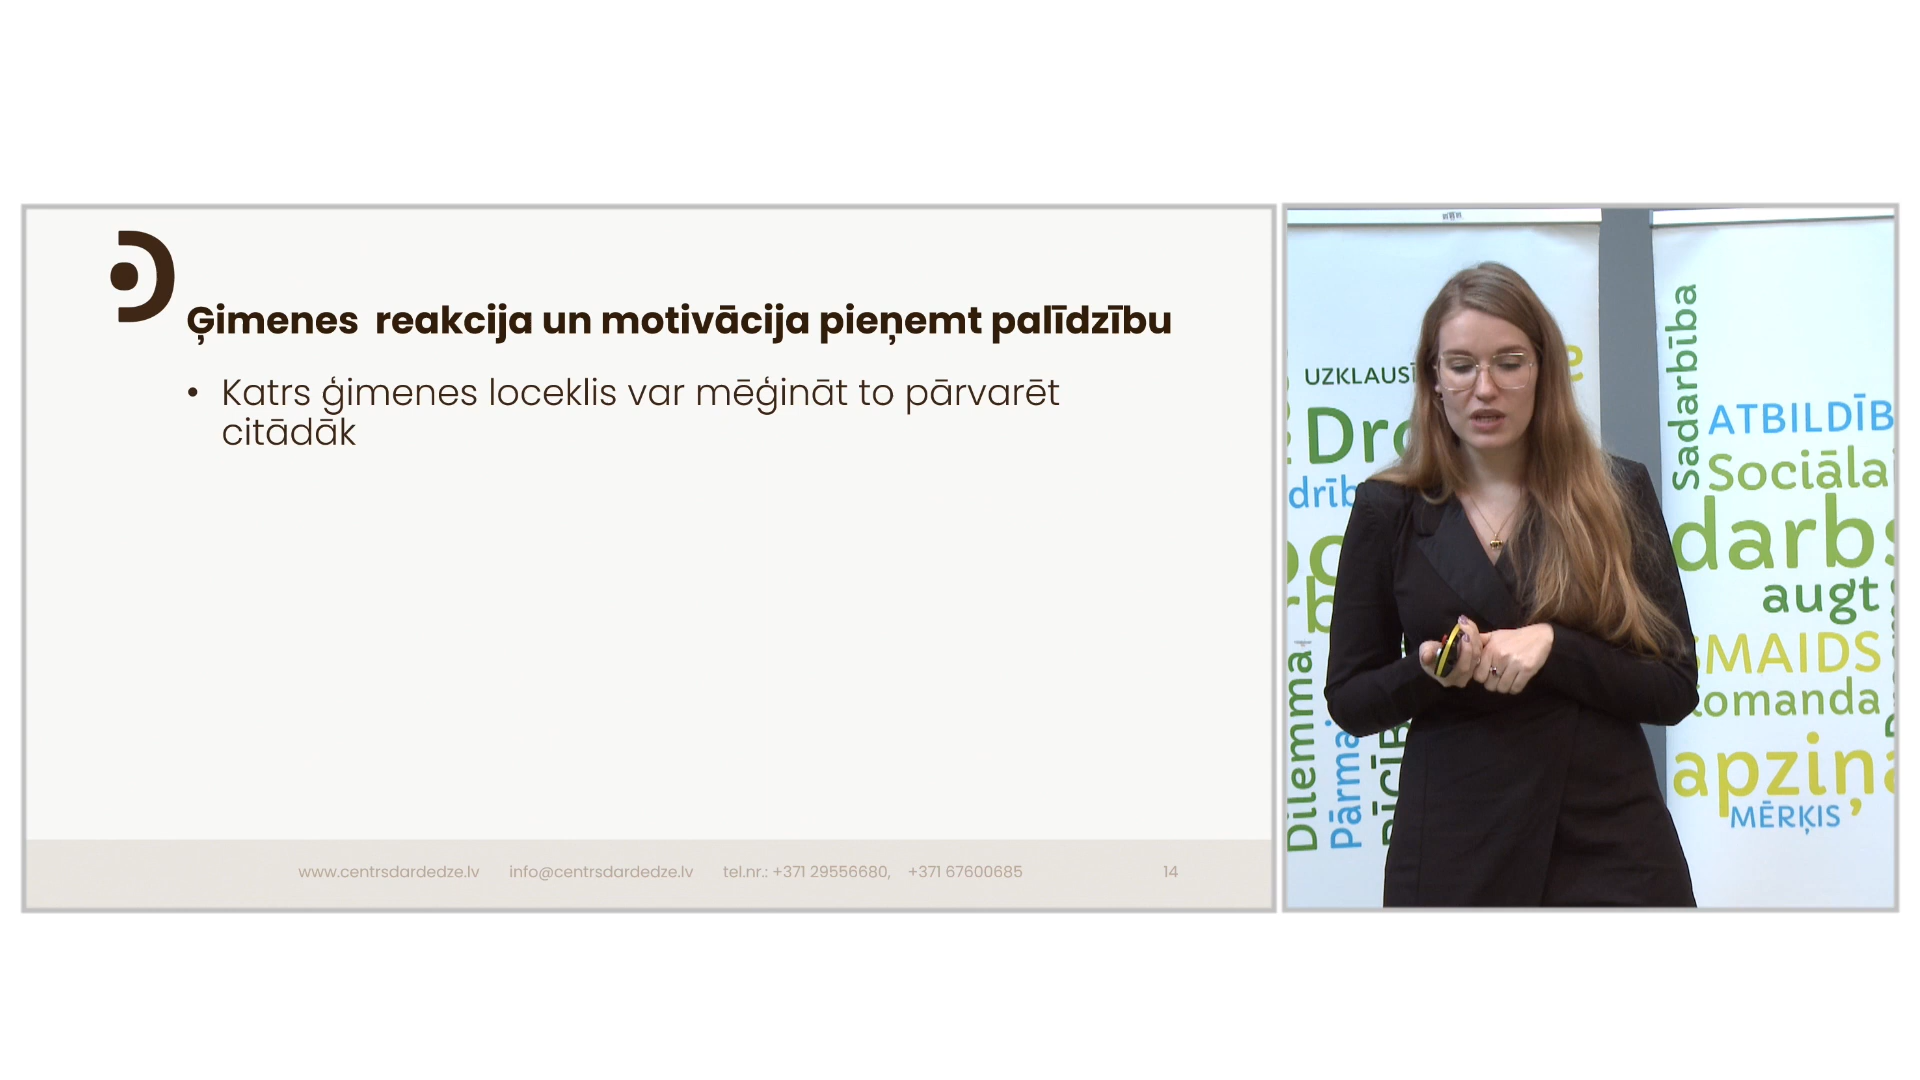 Ģimenes reakcija un motivācija pieņemt palīdzību
• Katrs ģimenes loceklis var mēģināt to pārvarēt
citādāk
www.centrsdardedze.lv info@centrsdardedze.lv tel.nr.: +371 29556680, +371 67600685 14
UZKLAUSĪ
Dro
drīb
Dilemma
Pārmai
Sadarbība
ATBILDĪB
Sociāla
darbs
augt
SMAIDS
komanda
apziņa
MĒRĶIS